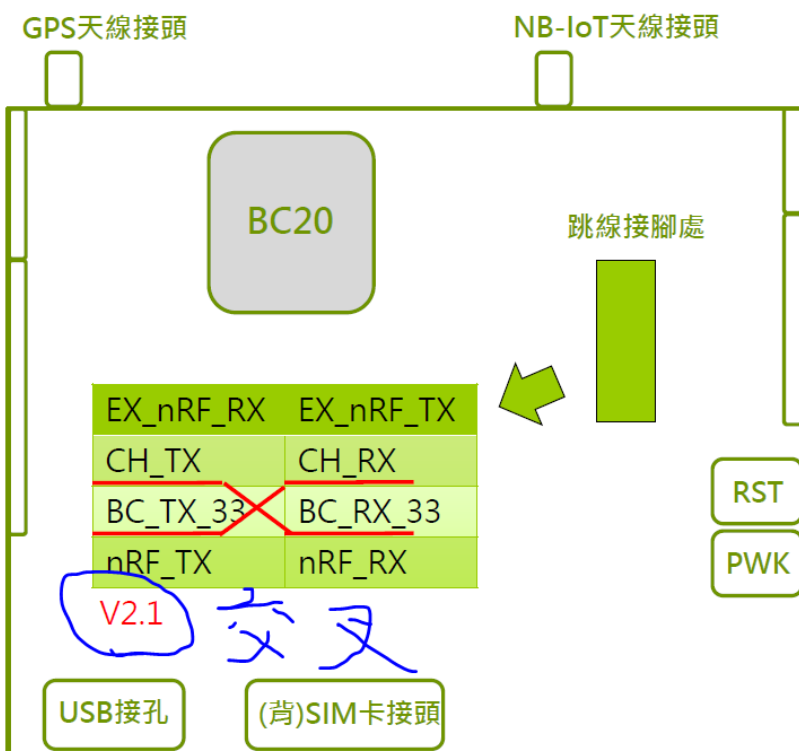 GPS天線接頭
NB-IoT天線接頭
BC20
跳線接腳處
EX_nRF_RX EX_nRF_TX
CH_TX CH_RX
BC_TX_33 BC_RX_33
nRF_TX nRF_RX
RST
PWK
V2.1 交叉
USB接孔
(背)SIM卡接頭